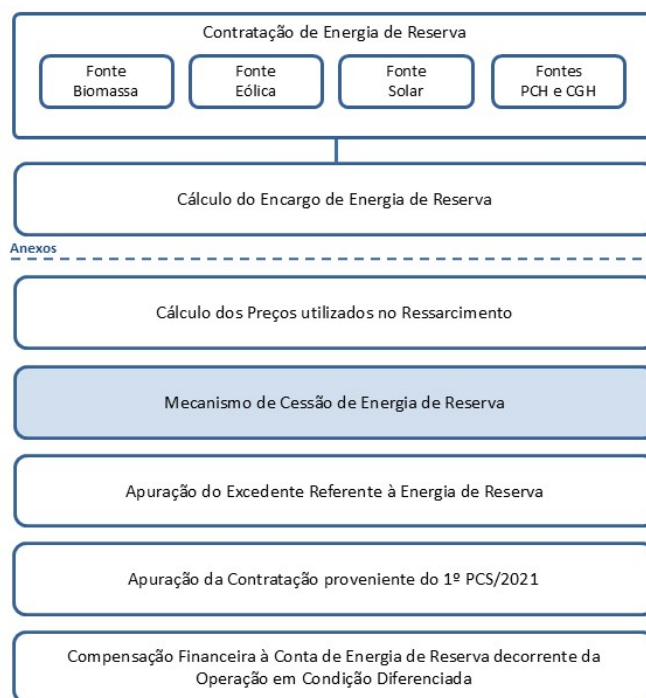 Contratação de Energia de Reserva
Fonte
Biomassa
Fonte
Eólica
Fonte
Solar
Fontes
PCH e CGH
Cálculo do Encargo de Energia de Reserva
Anexos
Cálculo dos Preços utilizados no Ressarcimento
Mecanismo de Cessão de Energia de Reserva
Apuração do Excedente Referente à Energia de Reserva
Apuração da Contratação proveniente do 1º PCS/2021
Compensação Financeira à Conta de Energia de Reserva decorrente da
Operação em Condição Diferenciada